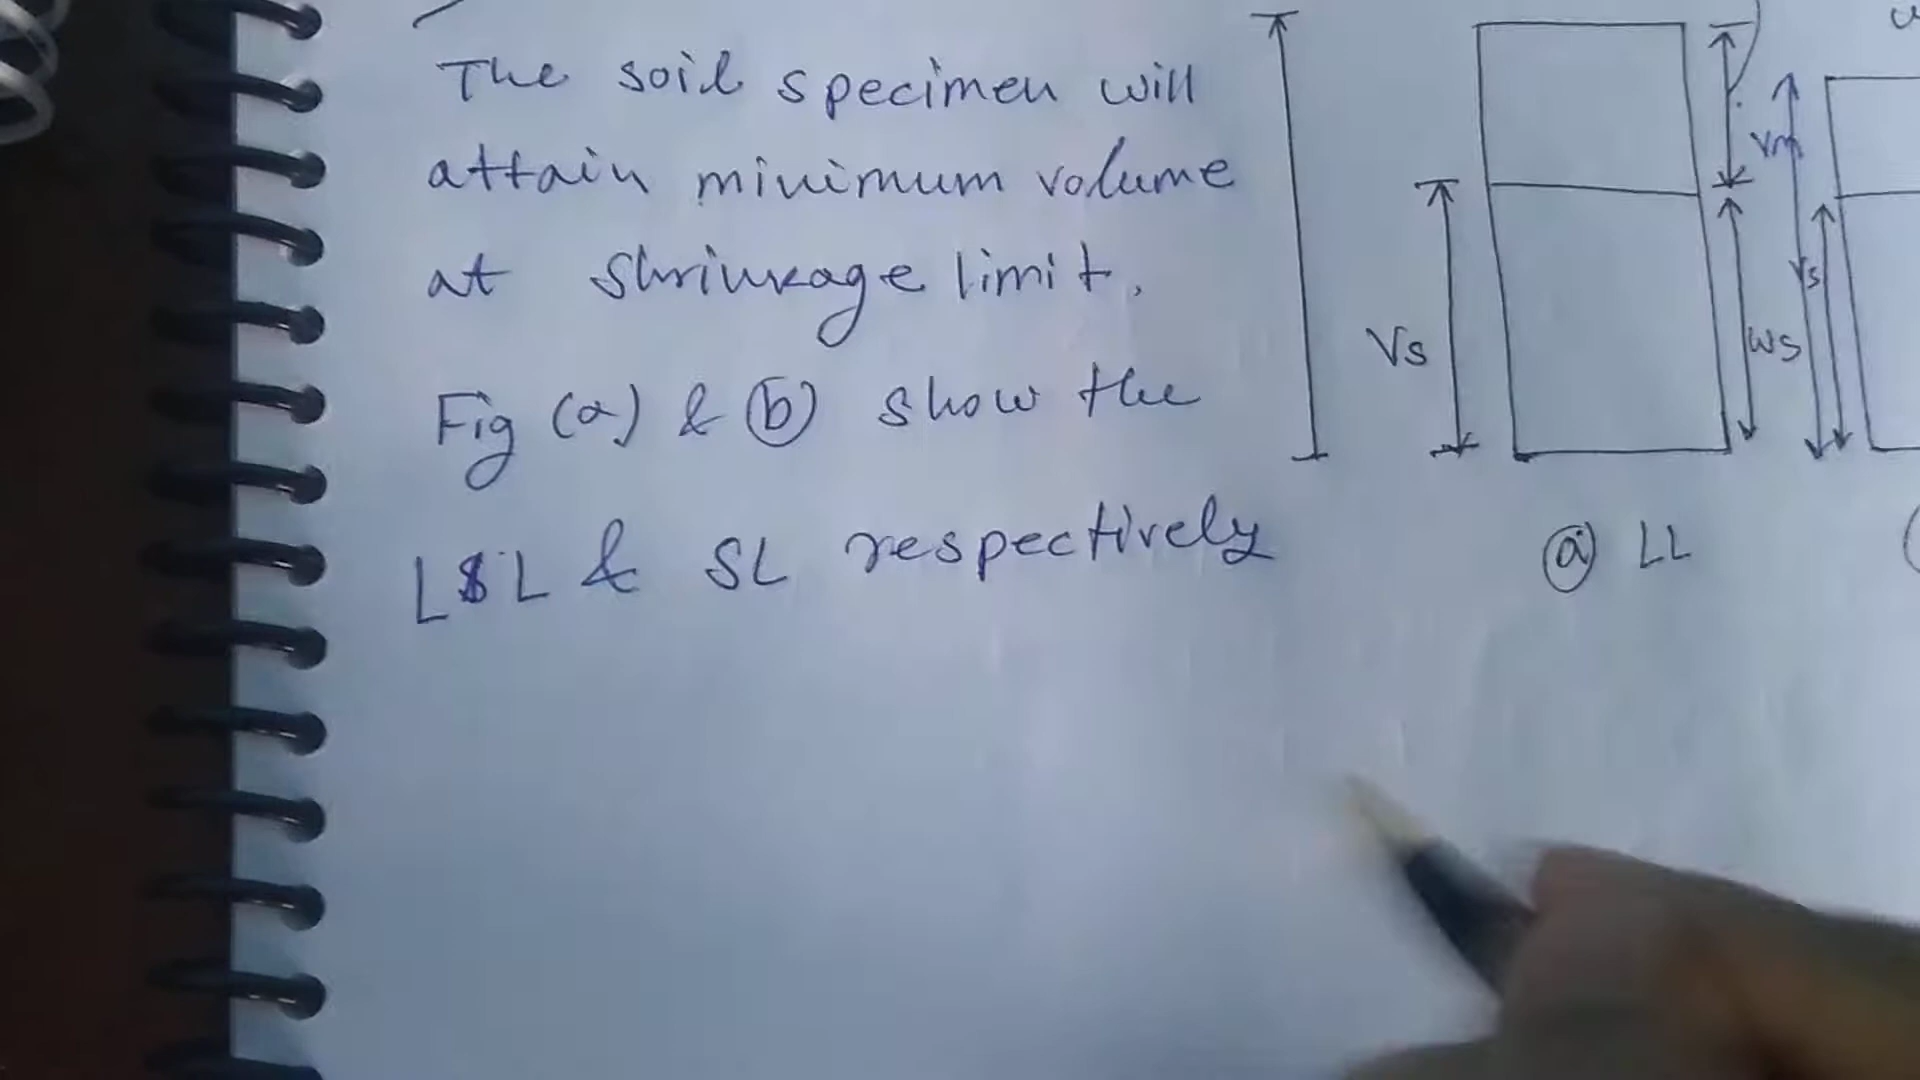 The soil specimen will
attain minimum volume
at shrinkage limit.
Fig (a) & (b) show the
LSL & SL respectively
Vs
Ws
Vs
(a) LL